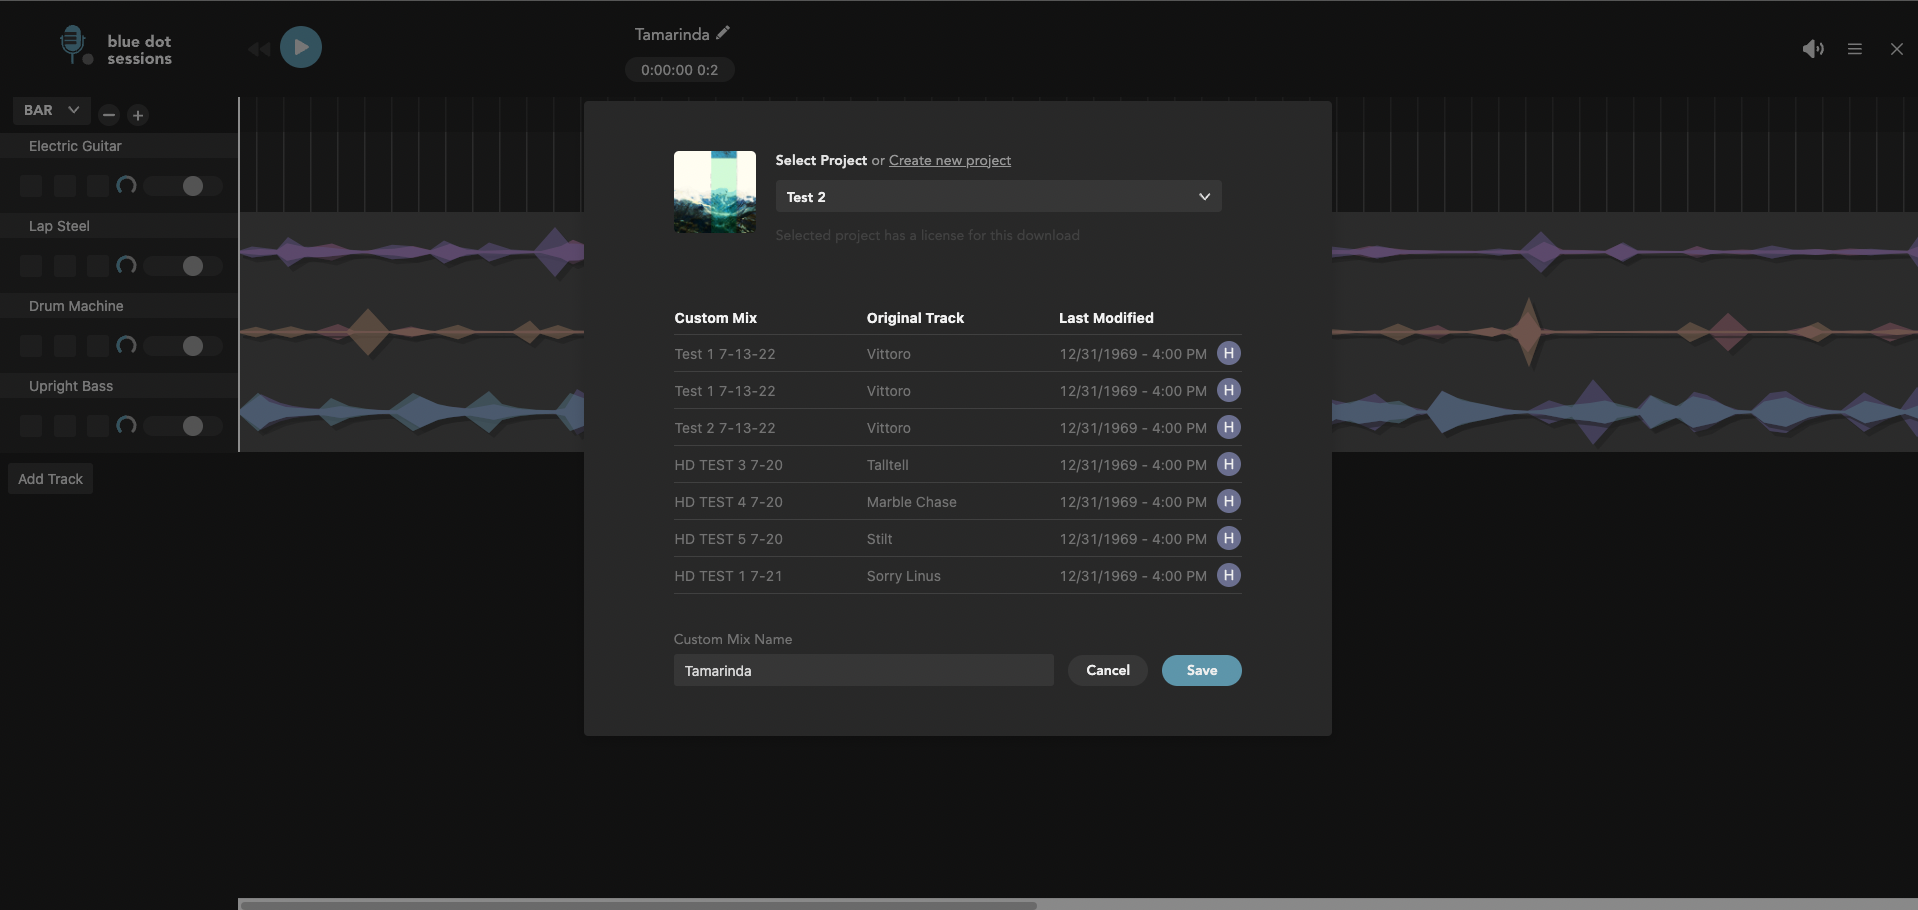 blue dot
sessions
Tamarinda
0:00:00 0:2
BAR
Electric Guitar
Lap Steel
Drum Machine
Upright Bass
Add Track
Select Project or Create new project
Test 2
Selected project has a license for this download
Custom Mix Original Track Last Modified
Test 1 7-13-22 Vittoro 12/31/1969 - 4:00 PM H
Test 1 7-13-22 Vittoro 12/31/1969 - 4:00 PM H
Test 2 7-13-22 Vittoro 12/31/1969 - 4:00 PM H
HD TEST 3 7-20 Talltell 12/31/1969 - 4:00 PM H
HD TEST 4 7-20 Marble Chase 12/31/1969 - 4:00 PM H
HD TEST 5 7-20 Stilt 12/31/1969 - 4:00 PM H
HD TEST 1 7-21 Sorry Linus 12/31/1969 - 4:00 PM H
Custom Mix Name
Tamarinda Cancel Save